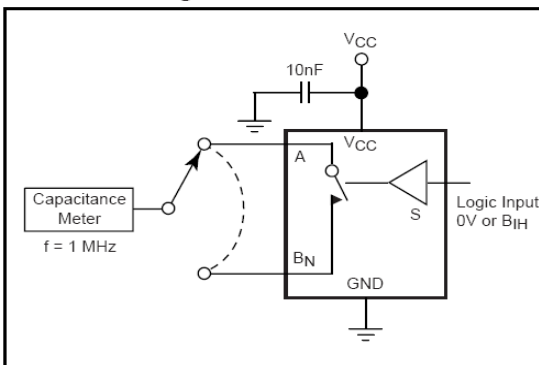 VCC
10nF
VCC
A
Capacitance
Meter
f = 1 MHz
S
Logic Input
0V or BIH
BN
GND